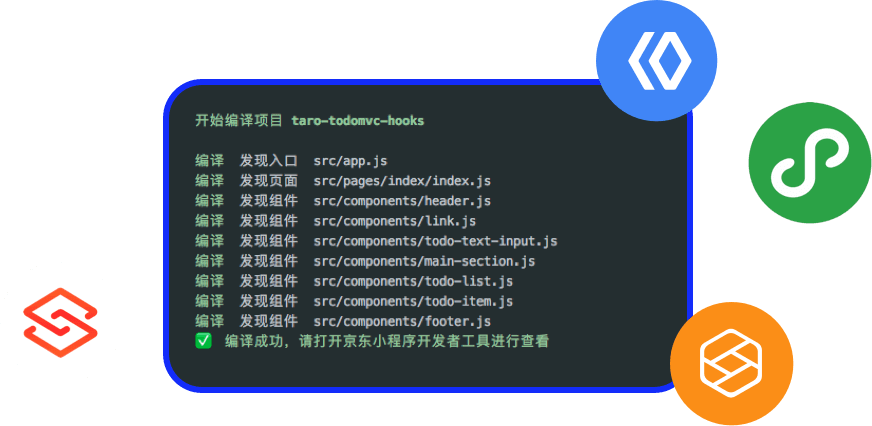 开始编译项目 taro-todomvc-hooks
编译 发现入口 src/app.js
编译 发现页面 src/pages/index/index.js
编译 发现组件 src/components/header.js
编译 发现组件 src/components/link.js
编译 发现组件 src/components/todo-text-input.js
编译 发现组件 src/components/main-section.js
编译 发现组件 src/components/todo-list.js
编译 发现组件 src/components/todo-item.js
编译 发现组件 src/components/footer.js
✅ 编译成功，请打开京东小程序开发者工具进行查看